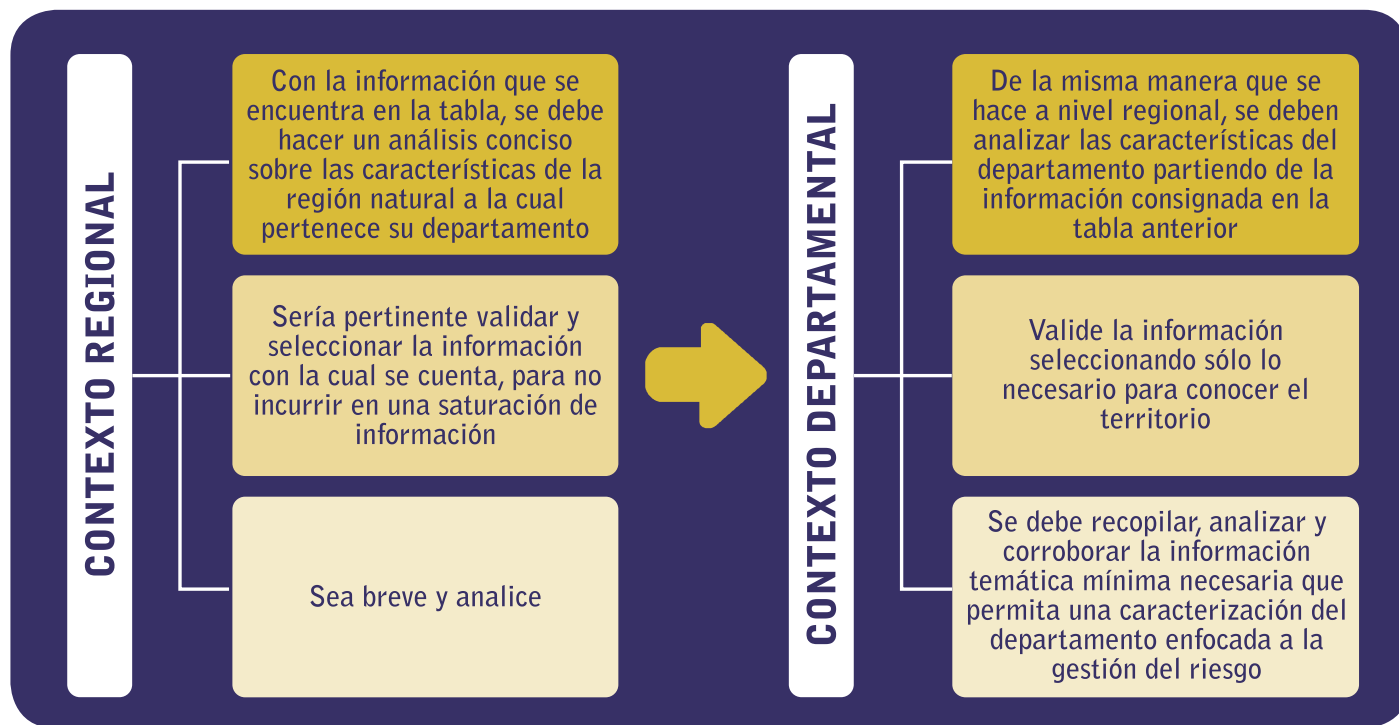 CONTEXTO REGIONAL
Con la información que se
encuentra en la tabla, se debe
hacer un análisis conciso
sobre las características de la
región natural a la cual
pertenece su departamento
Sería pertinente validar y
seleccionar la información
con la cual se cuenta, para no
incurrir en una saturación de
información
Sea breve y analice
CONTEXTO DEPARTAMENTAL
De la misma manera que se
hace a nivel regional, se deben
analizar las características del
departamento partiendo de la
información consignada en la
tabla anterior
Valide la información
seleccionando sólo lo
necesario para conocer el
territorio
Se debe recopilar, analizar y
corroborar la información
temática mínima necesaria que
permita una caracterización del
departamento enfocada a la
gestión del riesgo